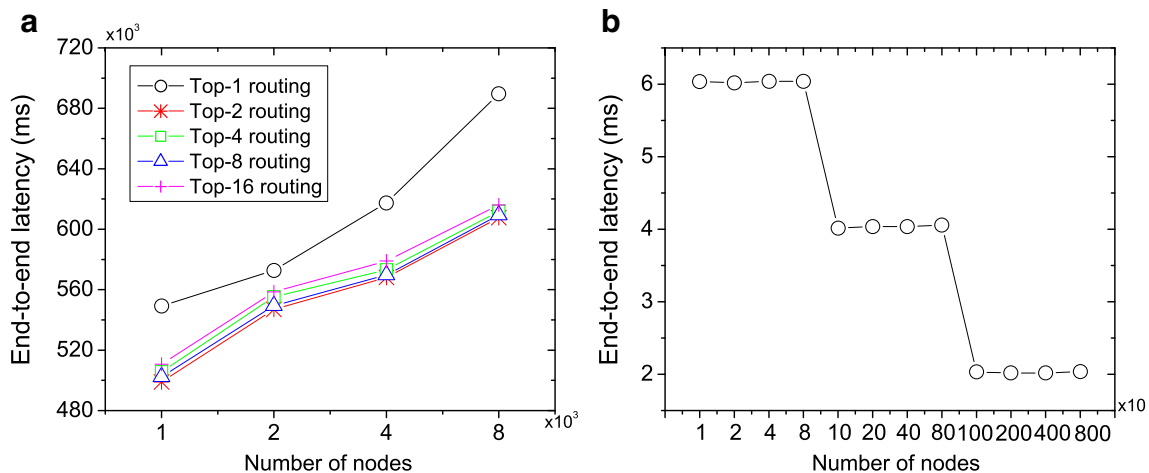 a
x10³
720
680
640
600
560
520
480
End-to-end latency (ms)
Top-1 routing
Top-2 routing
Top-4 routing
Top-8 routing
Top-16 routing
1 2 4 8
x10³
Number of nodes
b
6
5
4
3
2
End-to-end latency (ms)
x10
1 2 4 8 10 20 40 80 100 200 400 800
Number of nodes